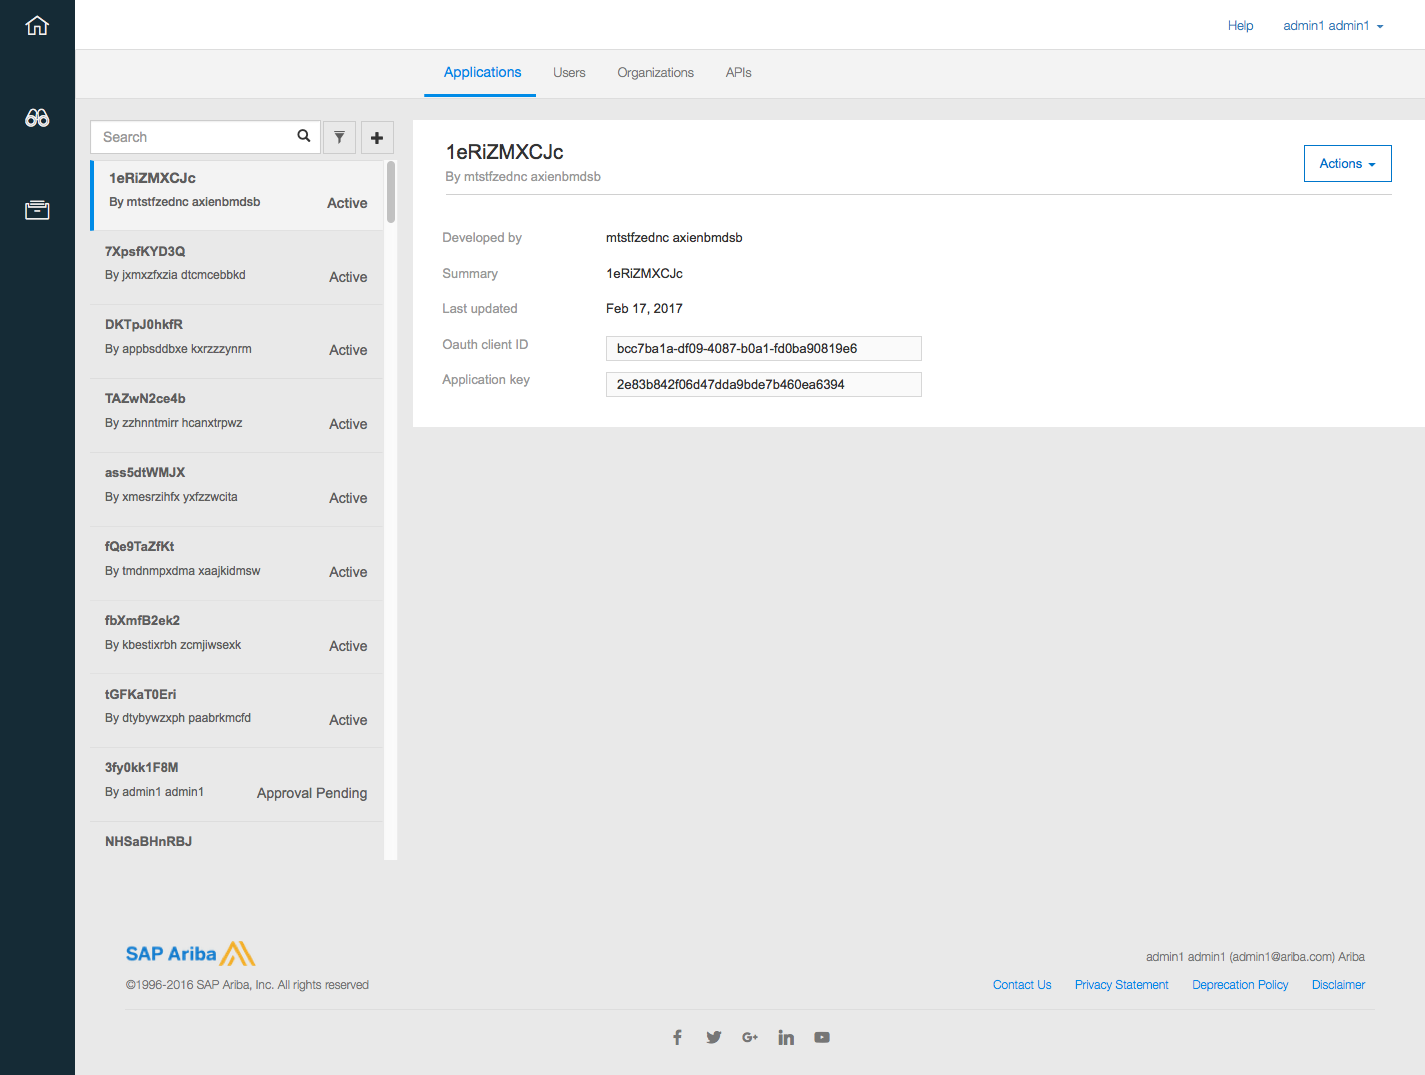 Help admin1 admin1
Applications Users Organizations APIs
Search
1eRiZMXCJc
By mtstfzednc axienbmdsb Active
7XpsfKYD3Q
By jxmxzfxzia dtcmcebbkd Active
DKTpJ0hkfR
By appbsddbxe kxrzzzynrm Active
TAZwN2ce4b
By zzhnntmirr hcanxtrpwz Active
ass5dtWMJX
By xmesrzihfx yxfzzwcita Active
fQe9TaZfKt
By tmdnmpxdma xaajkidmsw Active
fbXmfB2ek2
By kbestixrbh zcmjiwsexk Active
tGFKaT0Eri
By dtybywzxph paabrkmcfd Active
3fy0kk1F8M
By admin1 admin1 Approval Pending
NHSaBHnRBJ
1eRiZMXCJc
By mtstfzednc axienbmdsb
Actions
Developed by mtstfzednc axienbmdsb
Summary 1eRiZMXCJc
Last updated Feb 17, 2017
Oauth client ID bcc7ba1a-df09-4087-b0a1-fd0ba90819e6
Application key 2e83b842f06d47dda9bde7b460ea6394
SAP Ariba
©1996-2016 SAP Ariba, Inc. All rights reserved
admin1 admin1 (admin1@ariba.com) Ariba
Contact Us Privacy Statement Deprecation Policy Disclaimer